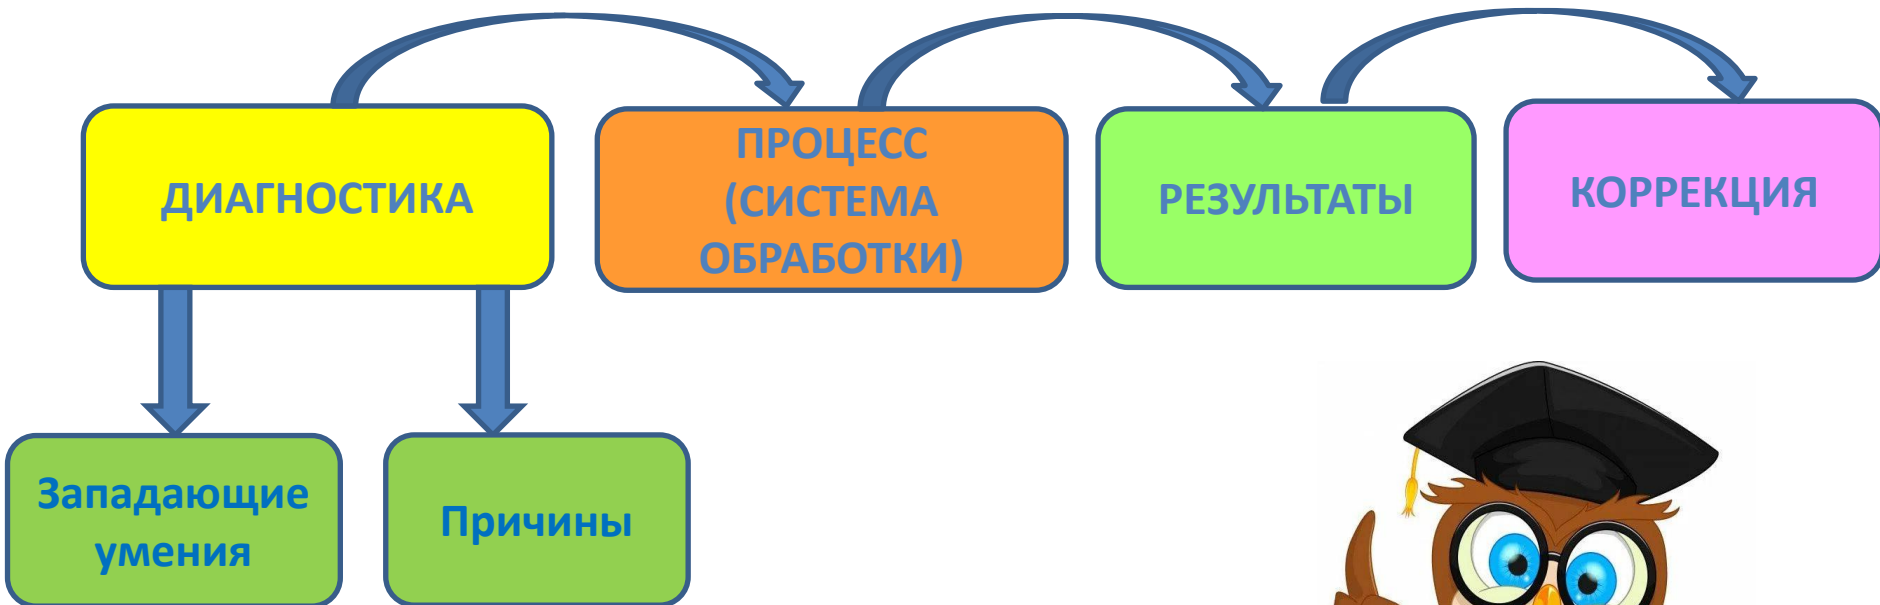 ДИАГНОСТИКА
ПРОЦЕСС
(СИСТЕМА
ОБРАБОТКИ)
РЕЗУЛЬТАТЫ
КОРРЕКЦИЯ
Западающие
умения
Причины